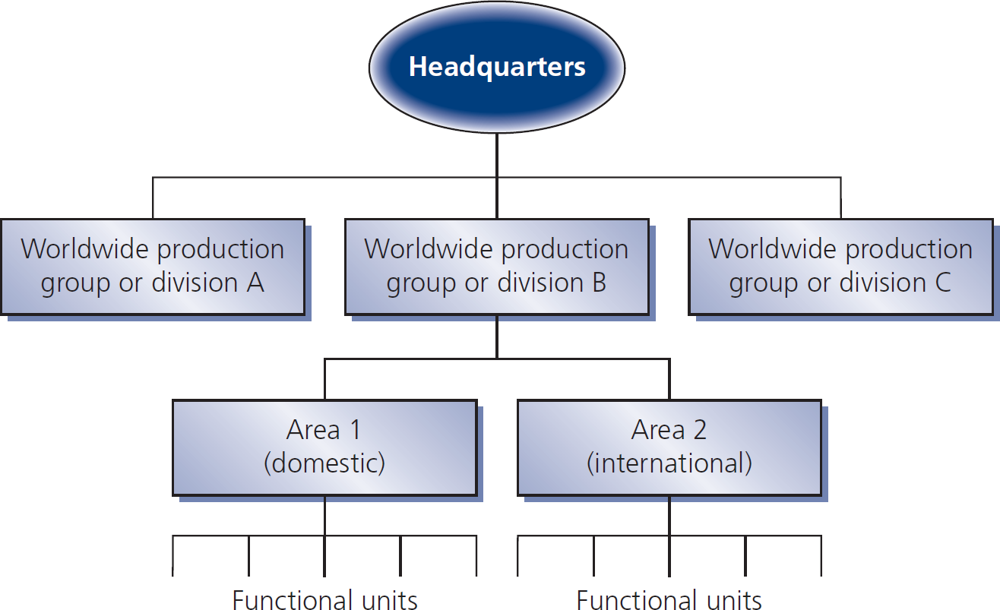 Headquarters
Worldwide production
group or division A
Worldwide production
group or division B
Worldwide production
group or division C
Area 1
(domestic)
Area 2
(international)
Functional units
Functional units